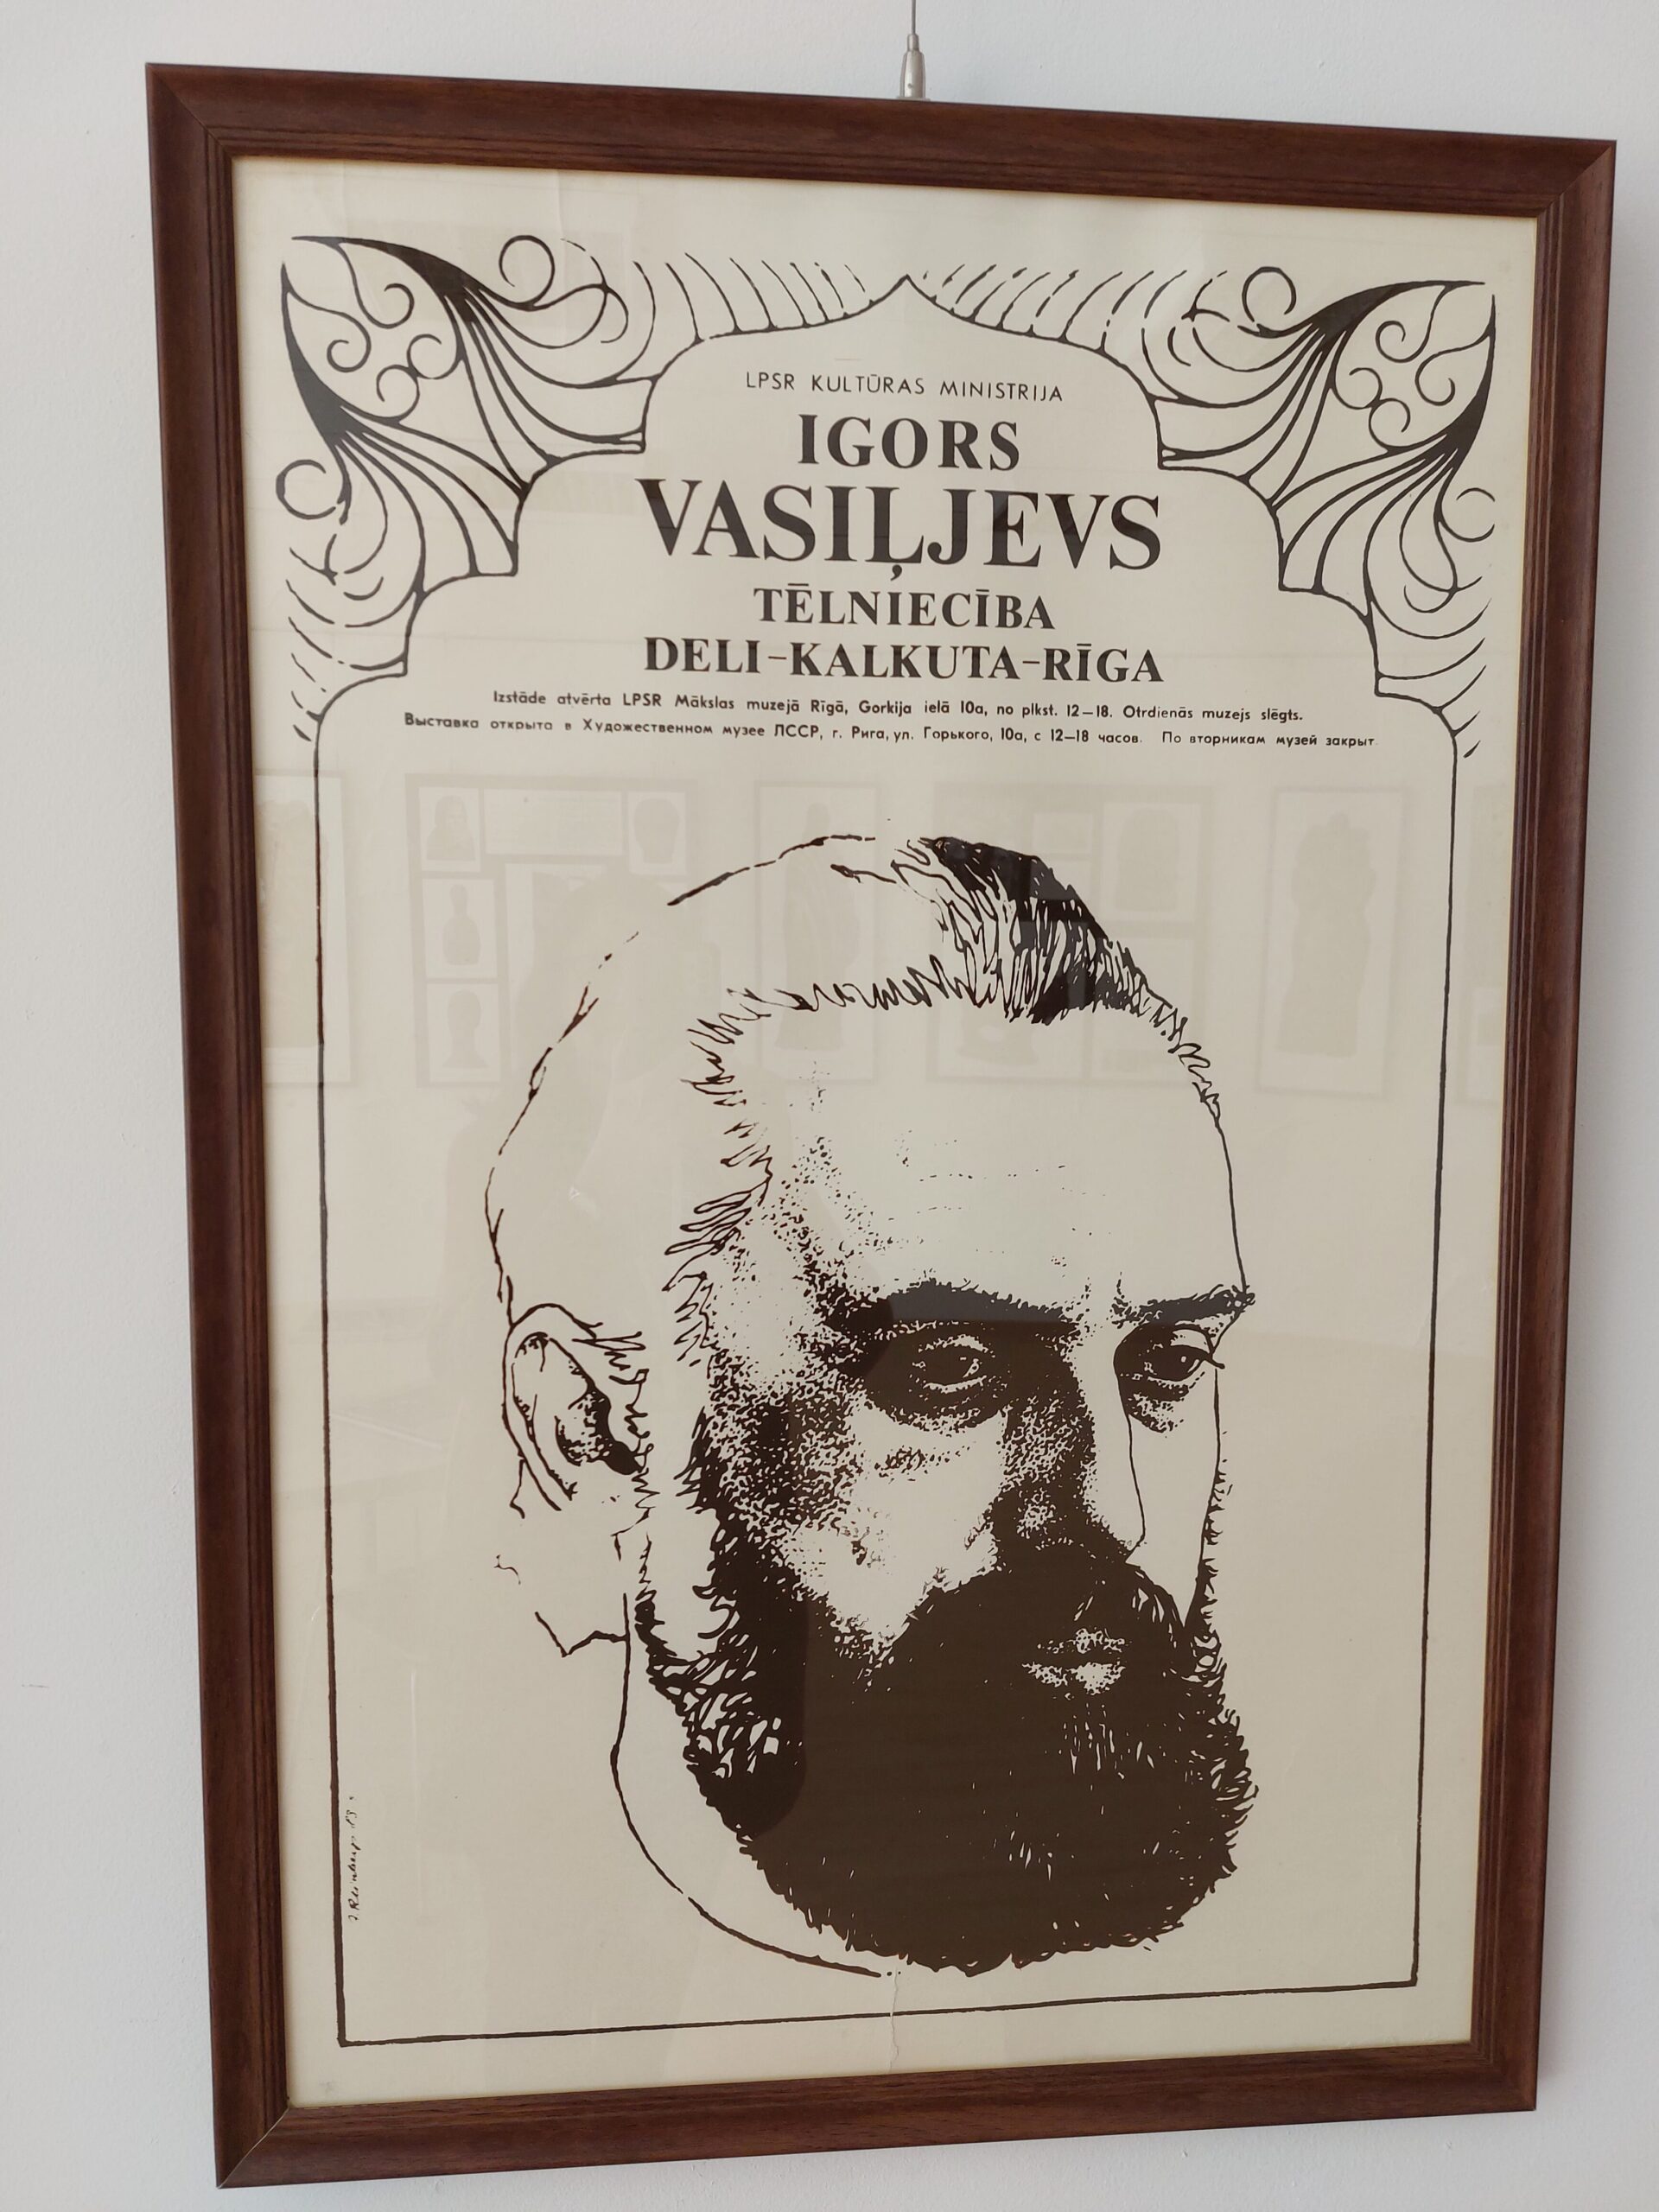 LPSR KULTŪRAS MINISTRIJA
IGORS
VASIĻJEVS
TĒLNIECĪBA
DELI-KALKUTA-RĪGA
Izstāde atvērta LPSR Mākslas muzejā Rīgā, Gorkija ielā 10a, no plkst. 12—18. Otrdienās muzejs slēgts.
Выставка открыта в Художественном музее ЛССР, г. Рига, ул. Горького, 10а, с 12—18 часов. По вторникам музей закрыт.